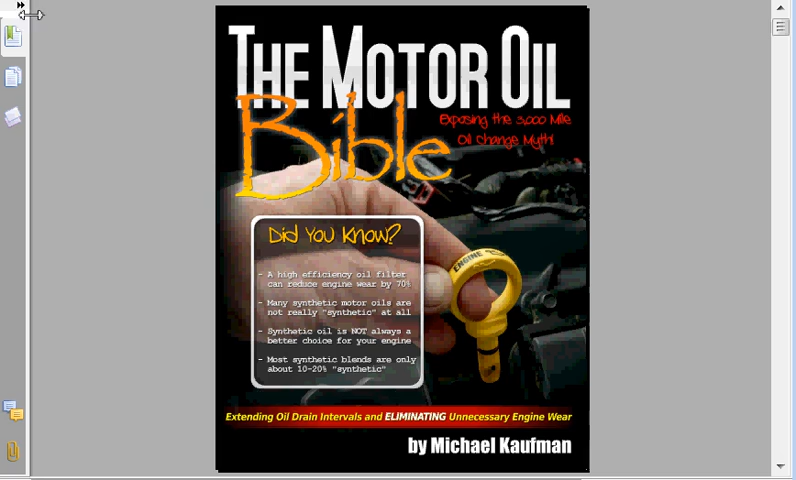 THE MOTOR OIL
Bible
Exposing the 3,000 Mile
Oil Change Myth!
Did You Know?
- A high efficiency oil filter
can reduce engine wear by 70%
- Many synthetic motor oils are
not really "synthetic" at all
- Synthetic oil is NOT always a
better choice for your engine
- Most synthetic blends are only
about 10-20% "synthetic"
ENGINE
Extending Oil Drain Intervals and ELIMINATING Unnecessary Engine Wear
by Michael Kaufman